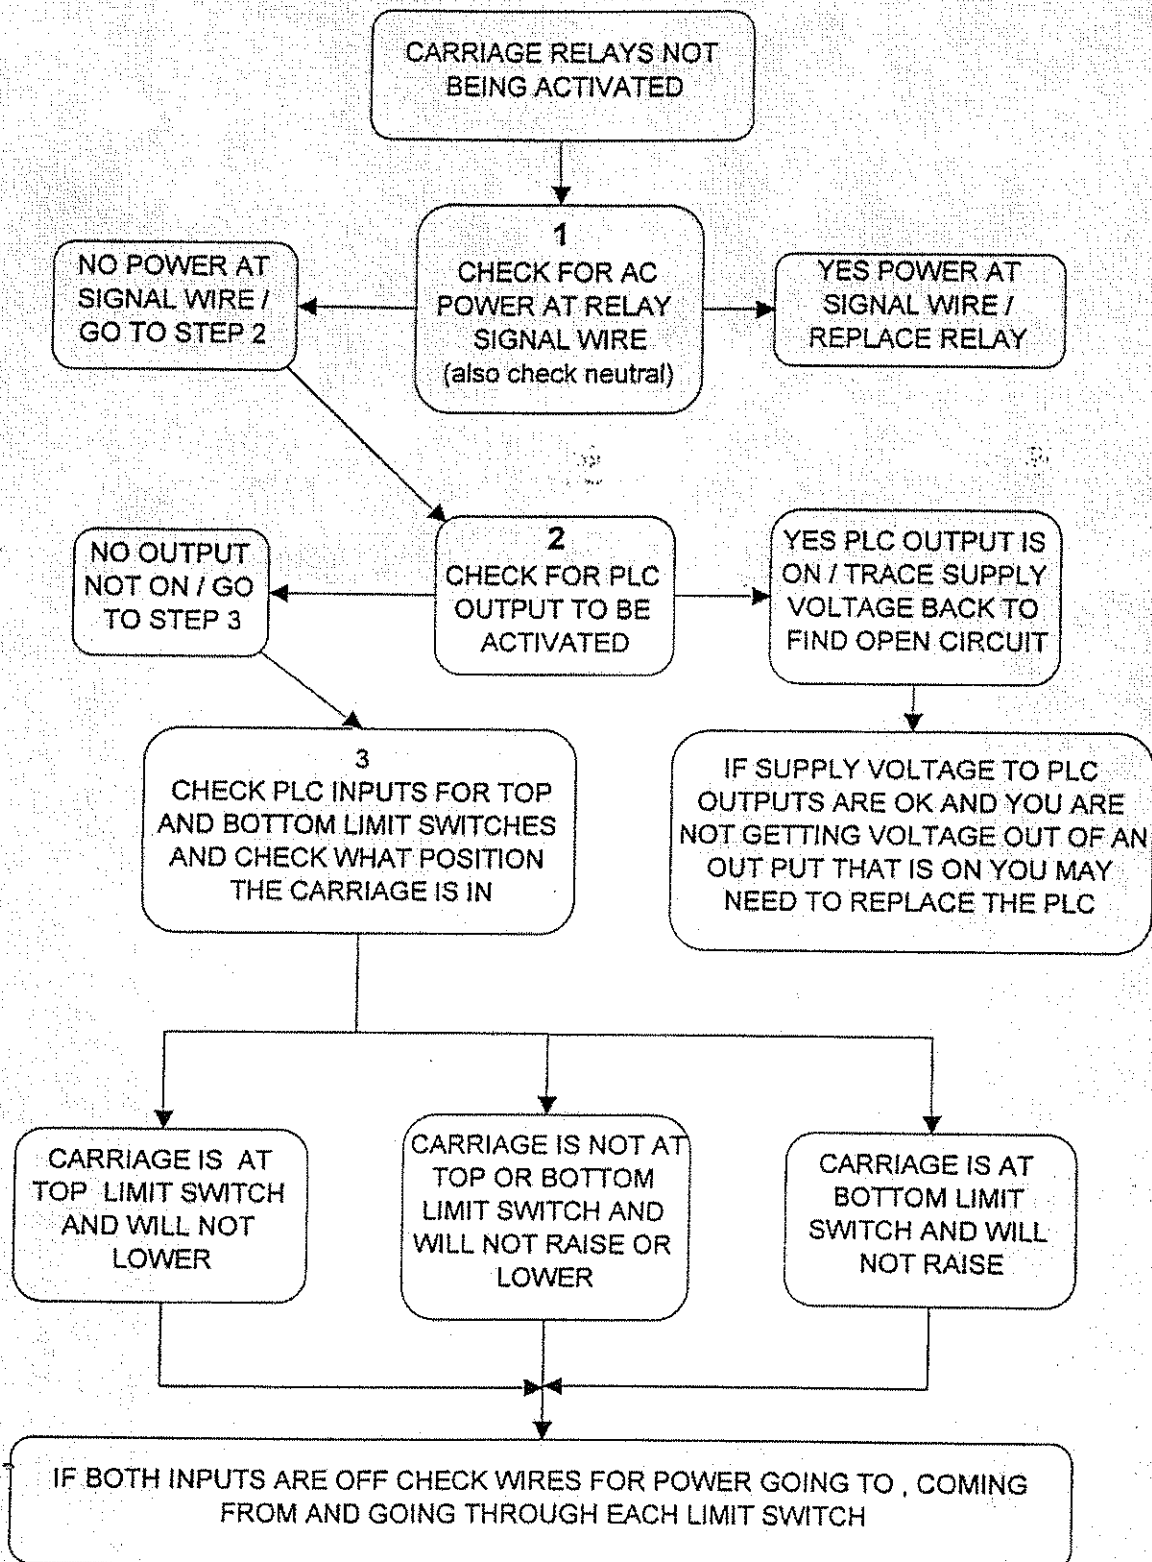 CARRIAGE RELAYS NOT
BEING ACTIVATED
1
CHECK FOR AC
POWER AT RELAY
SIGNAL WIRE
(also check neutral)
NO POWER AT
SIGNAL WIRE /
GO TO STEP 2
YES POWER AT
SIGNAL WIRE /
REPLACE RELAY
2
CHECK FOR PLC
OUTPUT TO BE
ACTIVATED
NO OUTPUT
NOT ON / GO
TO STEP 3
YES PLC OUTPUT IS
ON / TRACE SUPPLY
VOLTAGE BACK TO
FIND OPEN CIRCUIT
3
CHECK PLC INPUTS FOR TOP
AND BOTTOM LIMIT SWITCHES
AND CHECK WHAT POSITION
THE CARRIAGE IS IN
IF SUPPLY VOLTAGE TO PLC
OUTPUTS ARE OK AND YOU ARE
NOT GETTING VOLTAGE OUT OF AN
OUT PUT THAT IS ON YOU MAY
NEED TO REPLACE THE PLC
CARRIAGE IS AT
TOP LIMIT SWITCH
AND WILL NOT
LOWER
CARRIAGE IS NOT AT
TOP OR BOTTOM
LIMIT SWITCH AND
WILL NOT RAISE OR
LOWER
CARRIAGE IS AT
BOTTOM LIMIT
SWITCH AND WILL
NOT RAISE
IF BOTH INPUTS ARE OFF CHECK WIRES FOR POWER GOING TO , COMING
FROM AND GOING THROUGH EACH LIMIT SWITCH